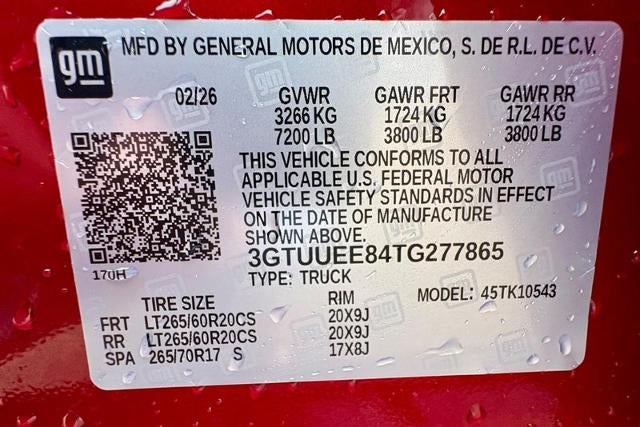 gm
MFD BY GENERAL MOTORS DE MEXICO, S. DE R.L. DE C.V.
02/26 GVWR GAWR FRT GAWR RR
3266 KG 1724 KG 1724 KG
7200 LB 3800 LB 3800 LB
THIS VEHICLE CONFORMS TO ALL
APPLICABLE U.S. FEDERAL MOTOR
VEHICLE SAFETY STANDARDS IN EFFECT
ON THE DATE OF MANUFACTURE
SHOWN ABOVE.
3GTUUEE84TG277865
170H TYPE: TRUCK
TIRE SIZE RIM MODEL: 45TK10543
FRT LT265/60R20CS 20X9J
RR LT265/60R20CS 20X9J
SPA 265/70R17 S 17X8J